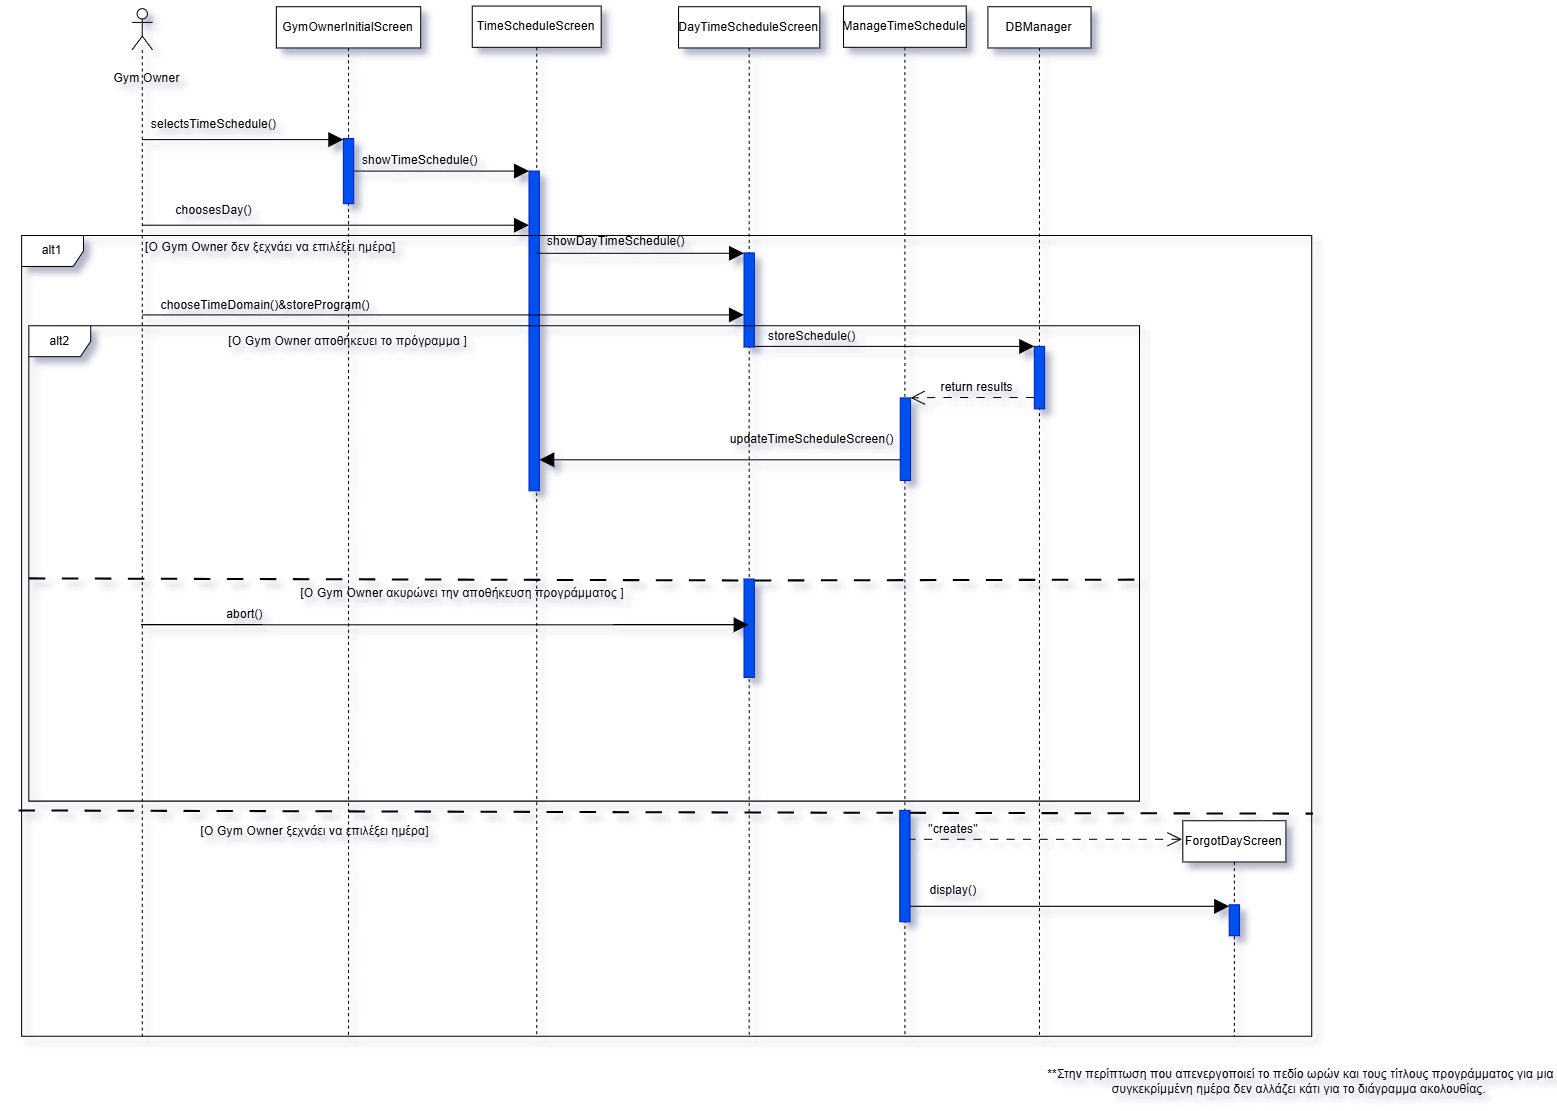 GymOwnerInitialScreen
TimeScheduleScreen
DayTimeScheduleScreen
ManageTimeSchedule
DBManager
Gym Owner
selectsTimeSchedule()
showTimeSchedule()
choosesDay()
alt1
[Ο Gym Owner δεν ξεχνάει να επιλέξει ημέρα]
showDayTimeSchedule()
chooseTimeDomain()&storeProgram()
alt2
[Ο Gym Owner αποθήκευει το πρόγραμμα ]
storeSchedule()
return results
updateTimeScheduleScreen()
[Ο Gym Owner ακυρώνει την αποθήκευση προγράμματος ]
abort()
[Ο Gym Owner ξεχνάει να επιλέξει ημέρα]
"creates"
ForgotDayScreen
display()
**Στην περίπτωση που απενεργοποιεί το πεδίο ωρών και τους τίτλους προγράμματος για μια
συγκεκριμμένη ημέρα δεν αλλάζει κάτι για το διάγραμμα ακολουθίας.